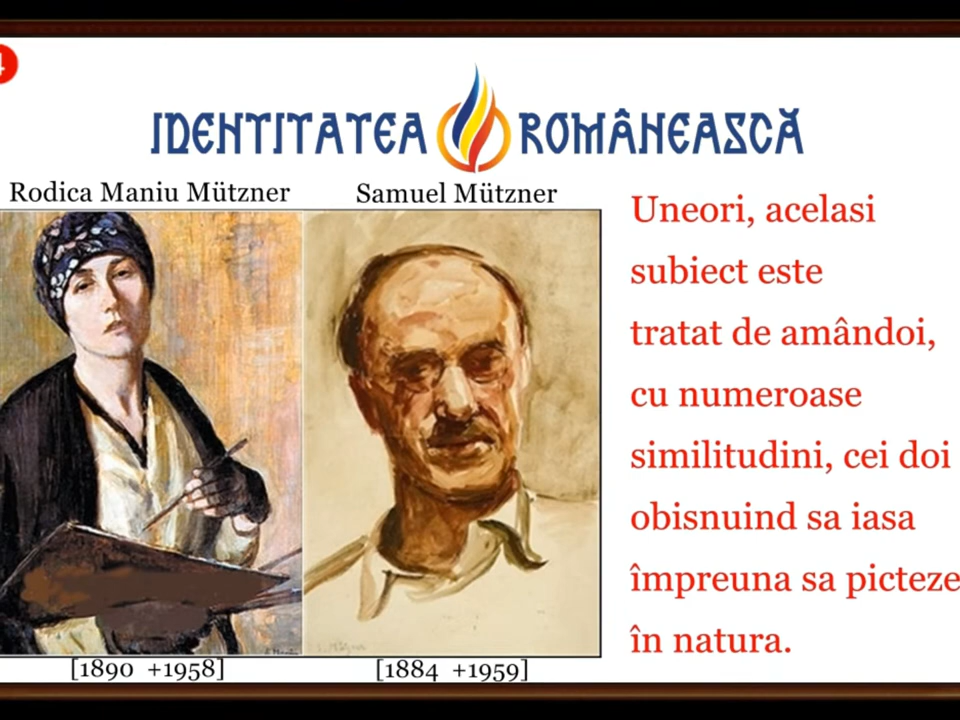 4
IDENTITATEA ROMÂNEASCĂ
Rodica Maniu Mützner
Samuel Mützner
Uneori, acelasi
subiect este
tratat de amândoi,
cu numeroase
similitudini, cei doi
obisnuind sa iasa
împreuna sa picteze
în natura.
[1890 +1958]
[1884 +1959]